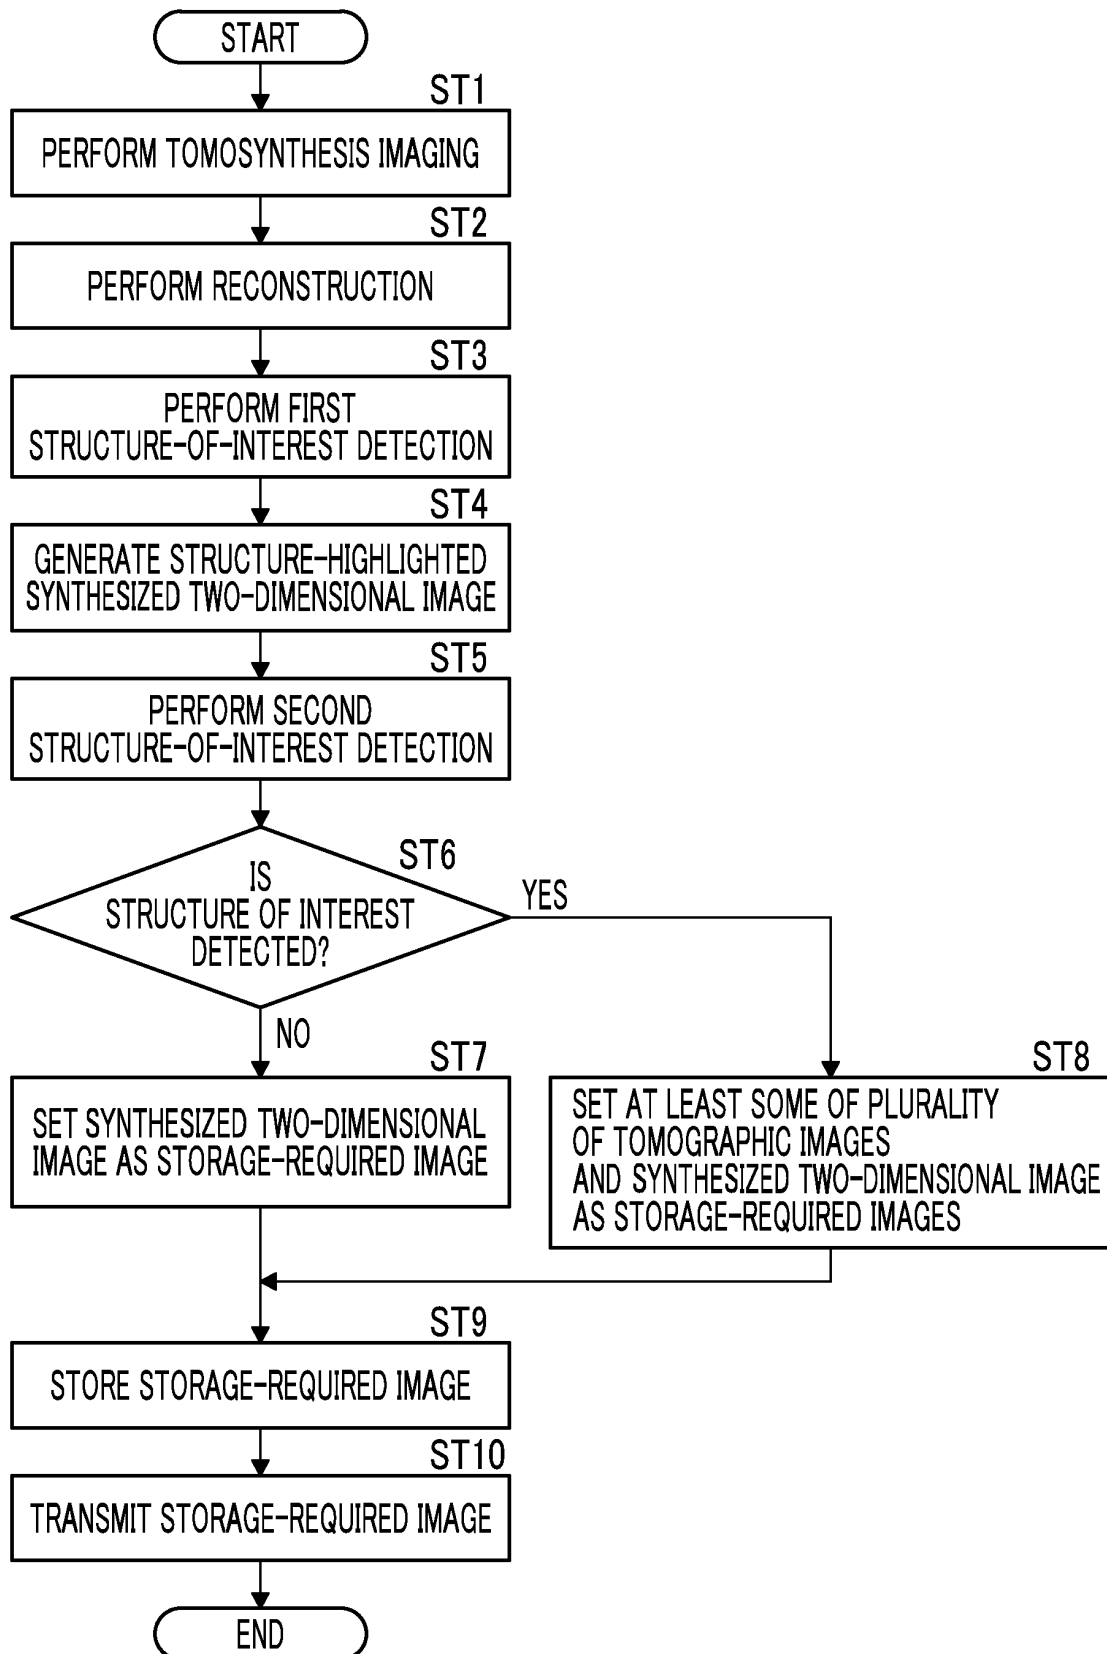 START
ST1
PERFORM TOMOSYNTHESIS IMAGING
ST2
PERFORM RECONSTRUCTION
ST3
PERFORM FIRST
STRUCTURE-OF-INTEREST DETECTION
ST4
GENERATE STRUCTURE-HIGHLIGHTED
SYNTHESIZED TWO-DIMENSIONAL IMAGE
ST5
PERFORM SECOND
STRUCTURE-OF-INTEREST DETECTION
ST6
IS
STRUCTURE OF INTEREST
DETECTED?
YES
NO
ST7
SET SYNTHESIZED TWO-DIMENSIONAL
IMAGE AS STORAGE-REQUIRED IMAGE
ST8
SET AT LEAST SOME OF PLURALITY
OF TOMOGRAPHIC IMAGES
AND SYNTHESIZED TWO-DIMENSIONAL IMAGE
AS STORAGE-REQUIRED IMAGES
ST9
STORE STORAGE-REQUIRED IMAGE
ST10
TRANSMIT STORAGE-REQUIRED IMAGE
END